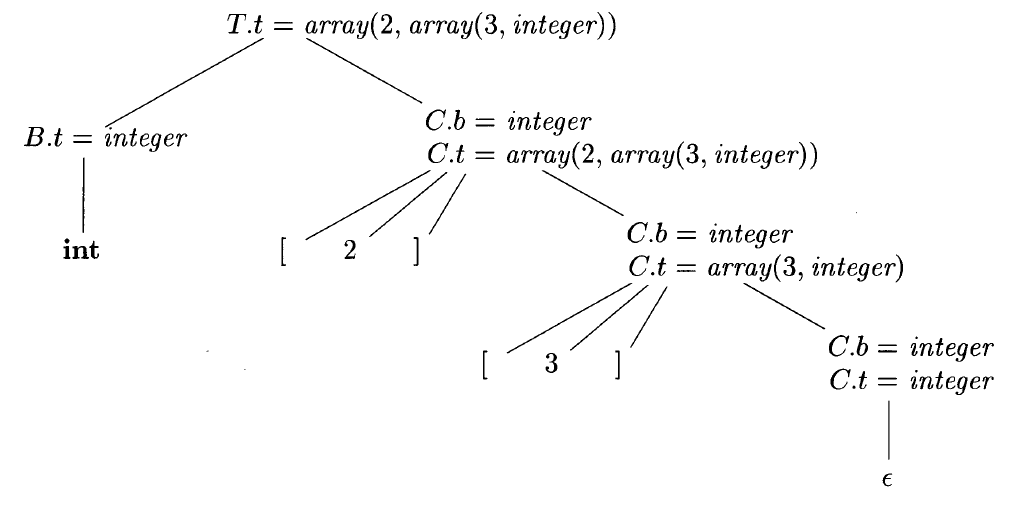 T.t = array(2, array(3, integer))
B.t = integer
C.b = integer
C.t = array(2, array(3, integer))
int
[ 2 ]
C.b = integer
C.t = array(3, integer)
[ 3 ]
C.b = integer
C.t = integer
ϵ